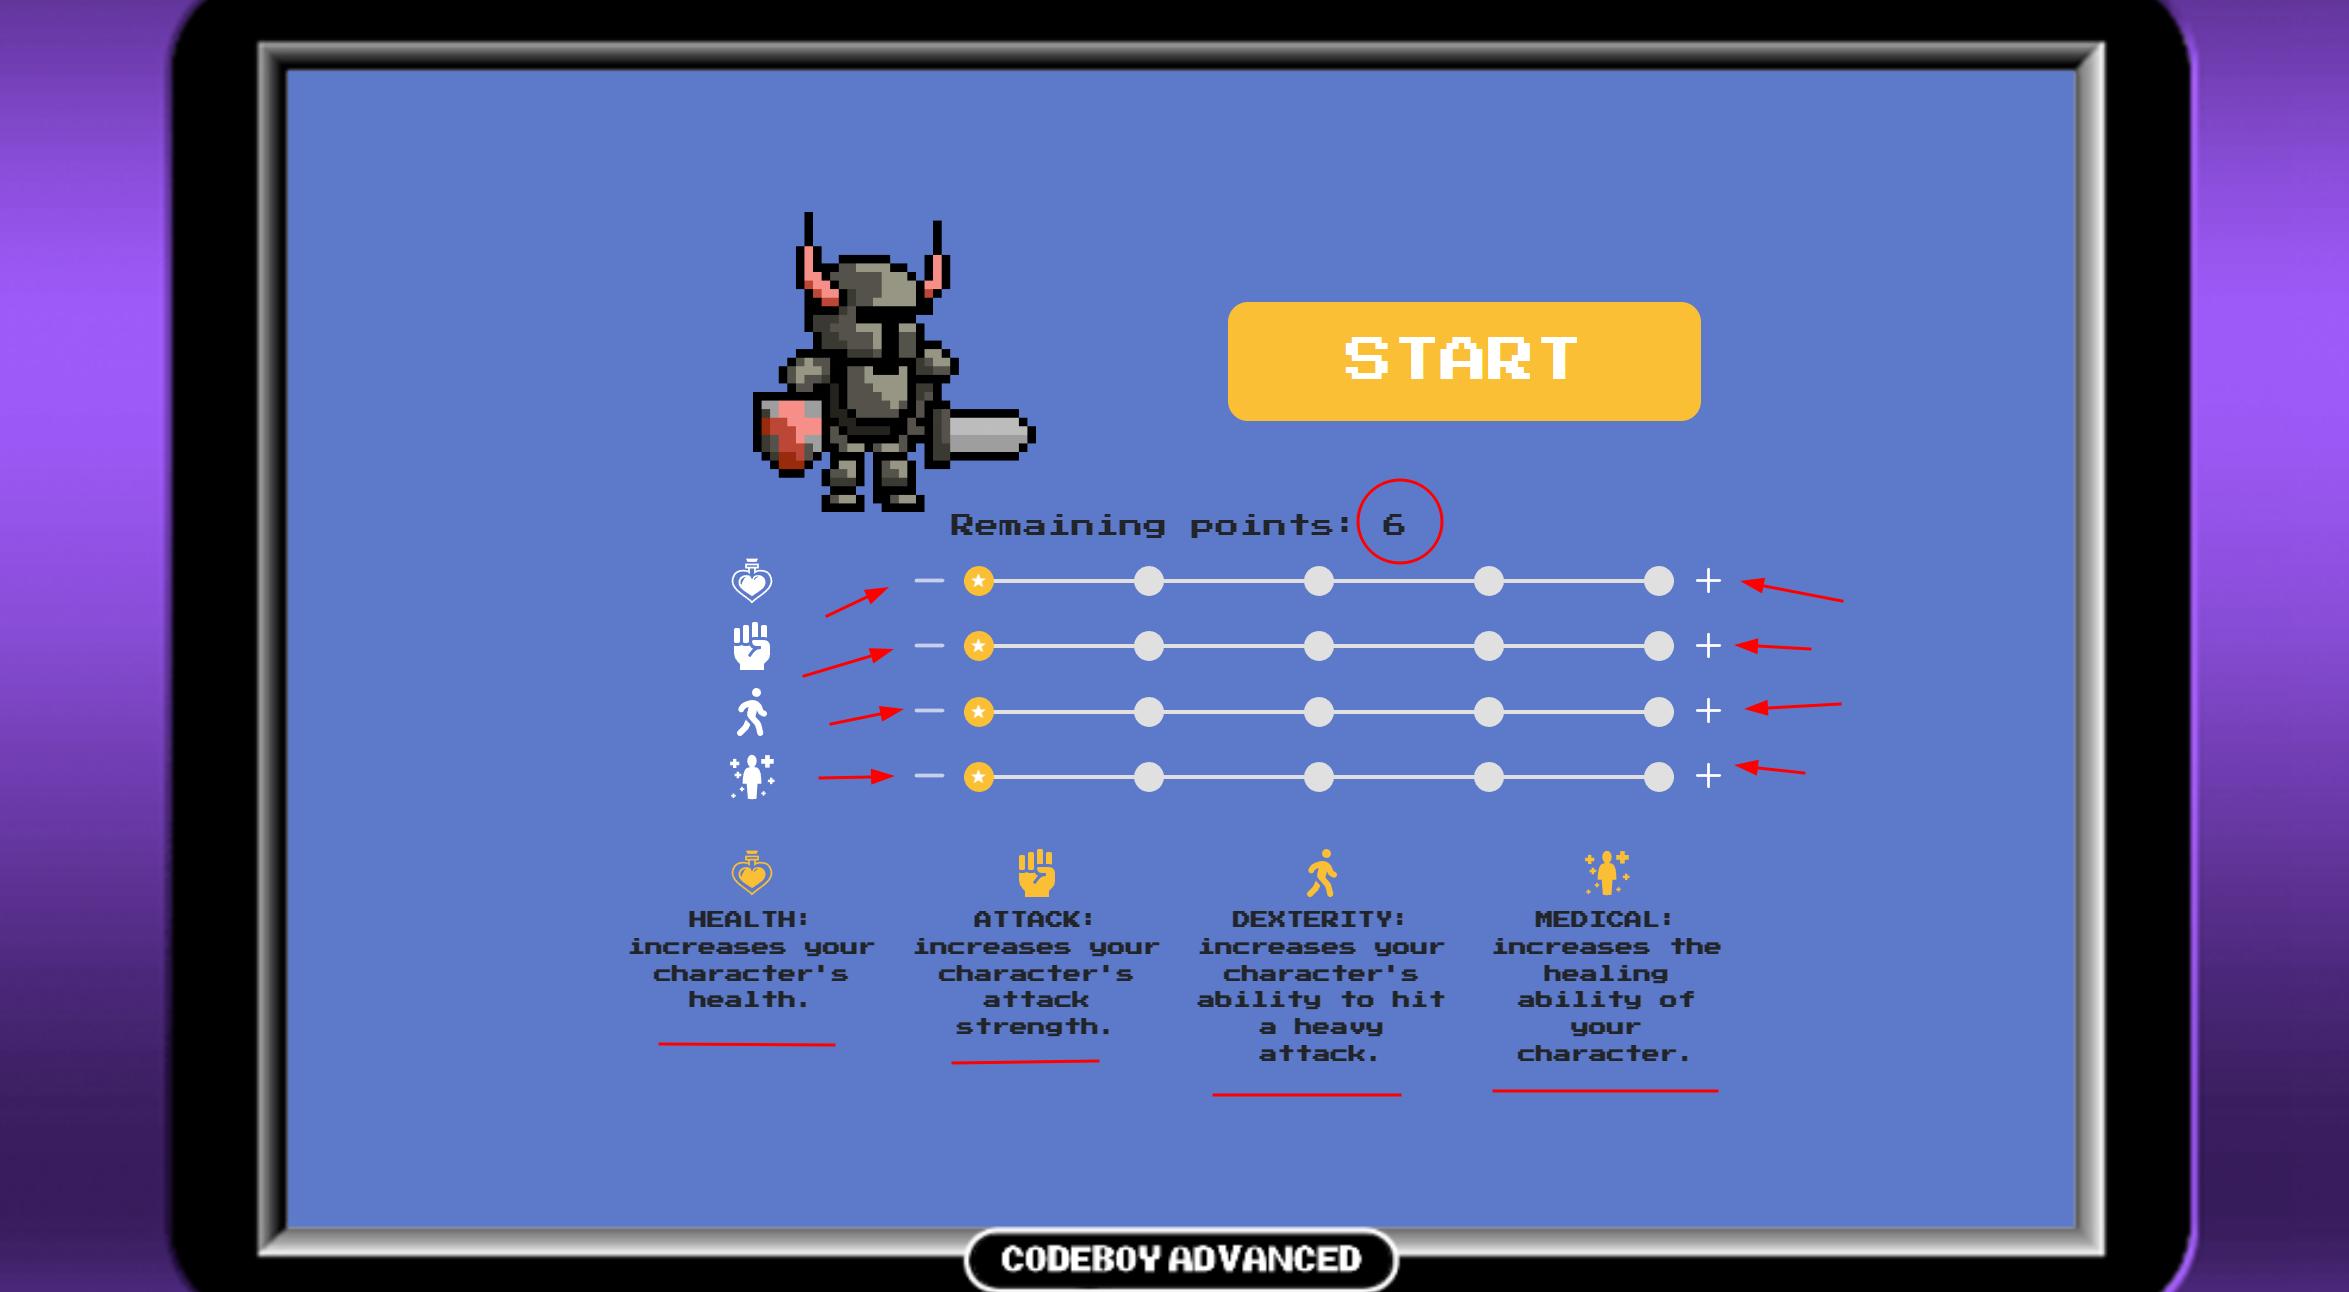 START
Remaining points: 6
HEALTH:
increases your
character's
health.
ATTACK:
increases your
character's
attack
strength.
DEXTERITY:
increases your
character's
ability to hit
a heavy
attack.
MEDICAL:
increases the
healing
ability of
your
character.
CODEBOY ADVANCED